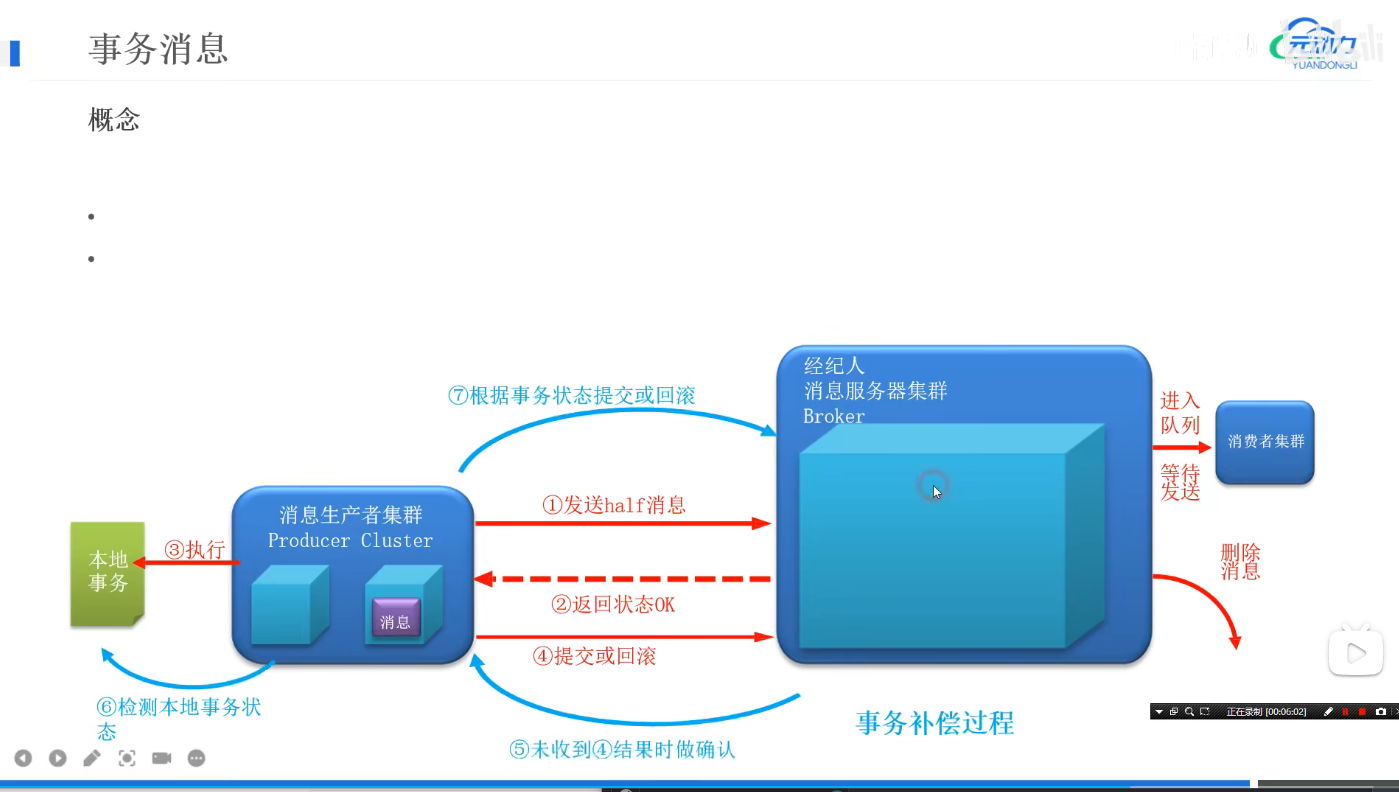 事务消息
YUANDONGLI
概念
⑦根据事务状态提交或回滚
经纪人
消息服务器集群
Broker
进入
队列
等待
发送
消费者集群
①发送half消息
消息生产者集群
Producer Cluster
消息
③执行
本地
事务
②返回状态OK
④提交或回滚
删除
消息
⑥检测本地事务状
态
⑤未收到④结果时做确认
事务补偿过程
正在录制 [00:06:02]